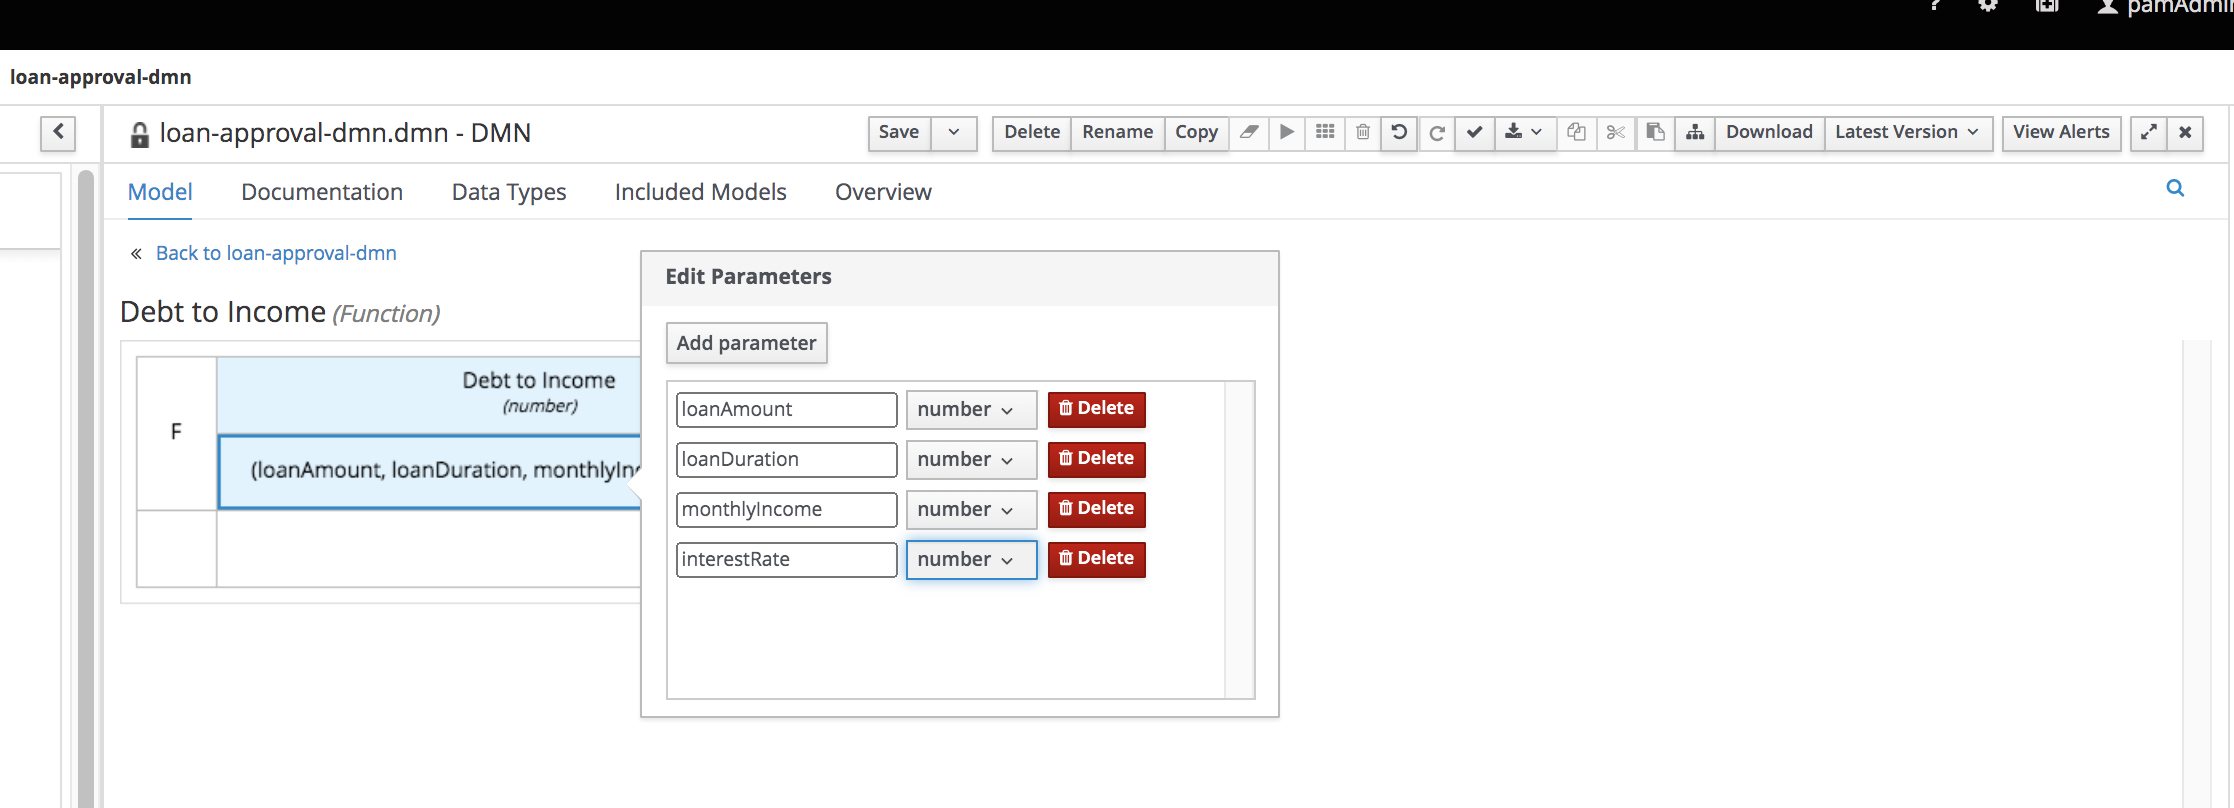 ?
loan-approval-dmn
loan-approval-dmn.dmn - DMN
Save
Delete
Rename
Copy
Download
Latest Version
View Alerts
Model
Documentation
Data Types
Included Models
Overview
« Back to loan-approval-dmn
Edit Parameters
Debt to Income (Function)
Add parameter
Debt to Income
(number)
F
(loanAmount, loanDuration,
loanAmount number Delete
loanDuration number Delete
monthlyIncome number Delete
interestRate number Delete